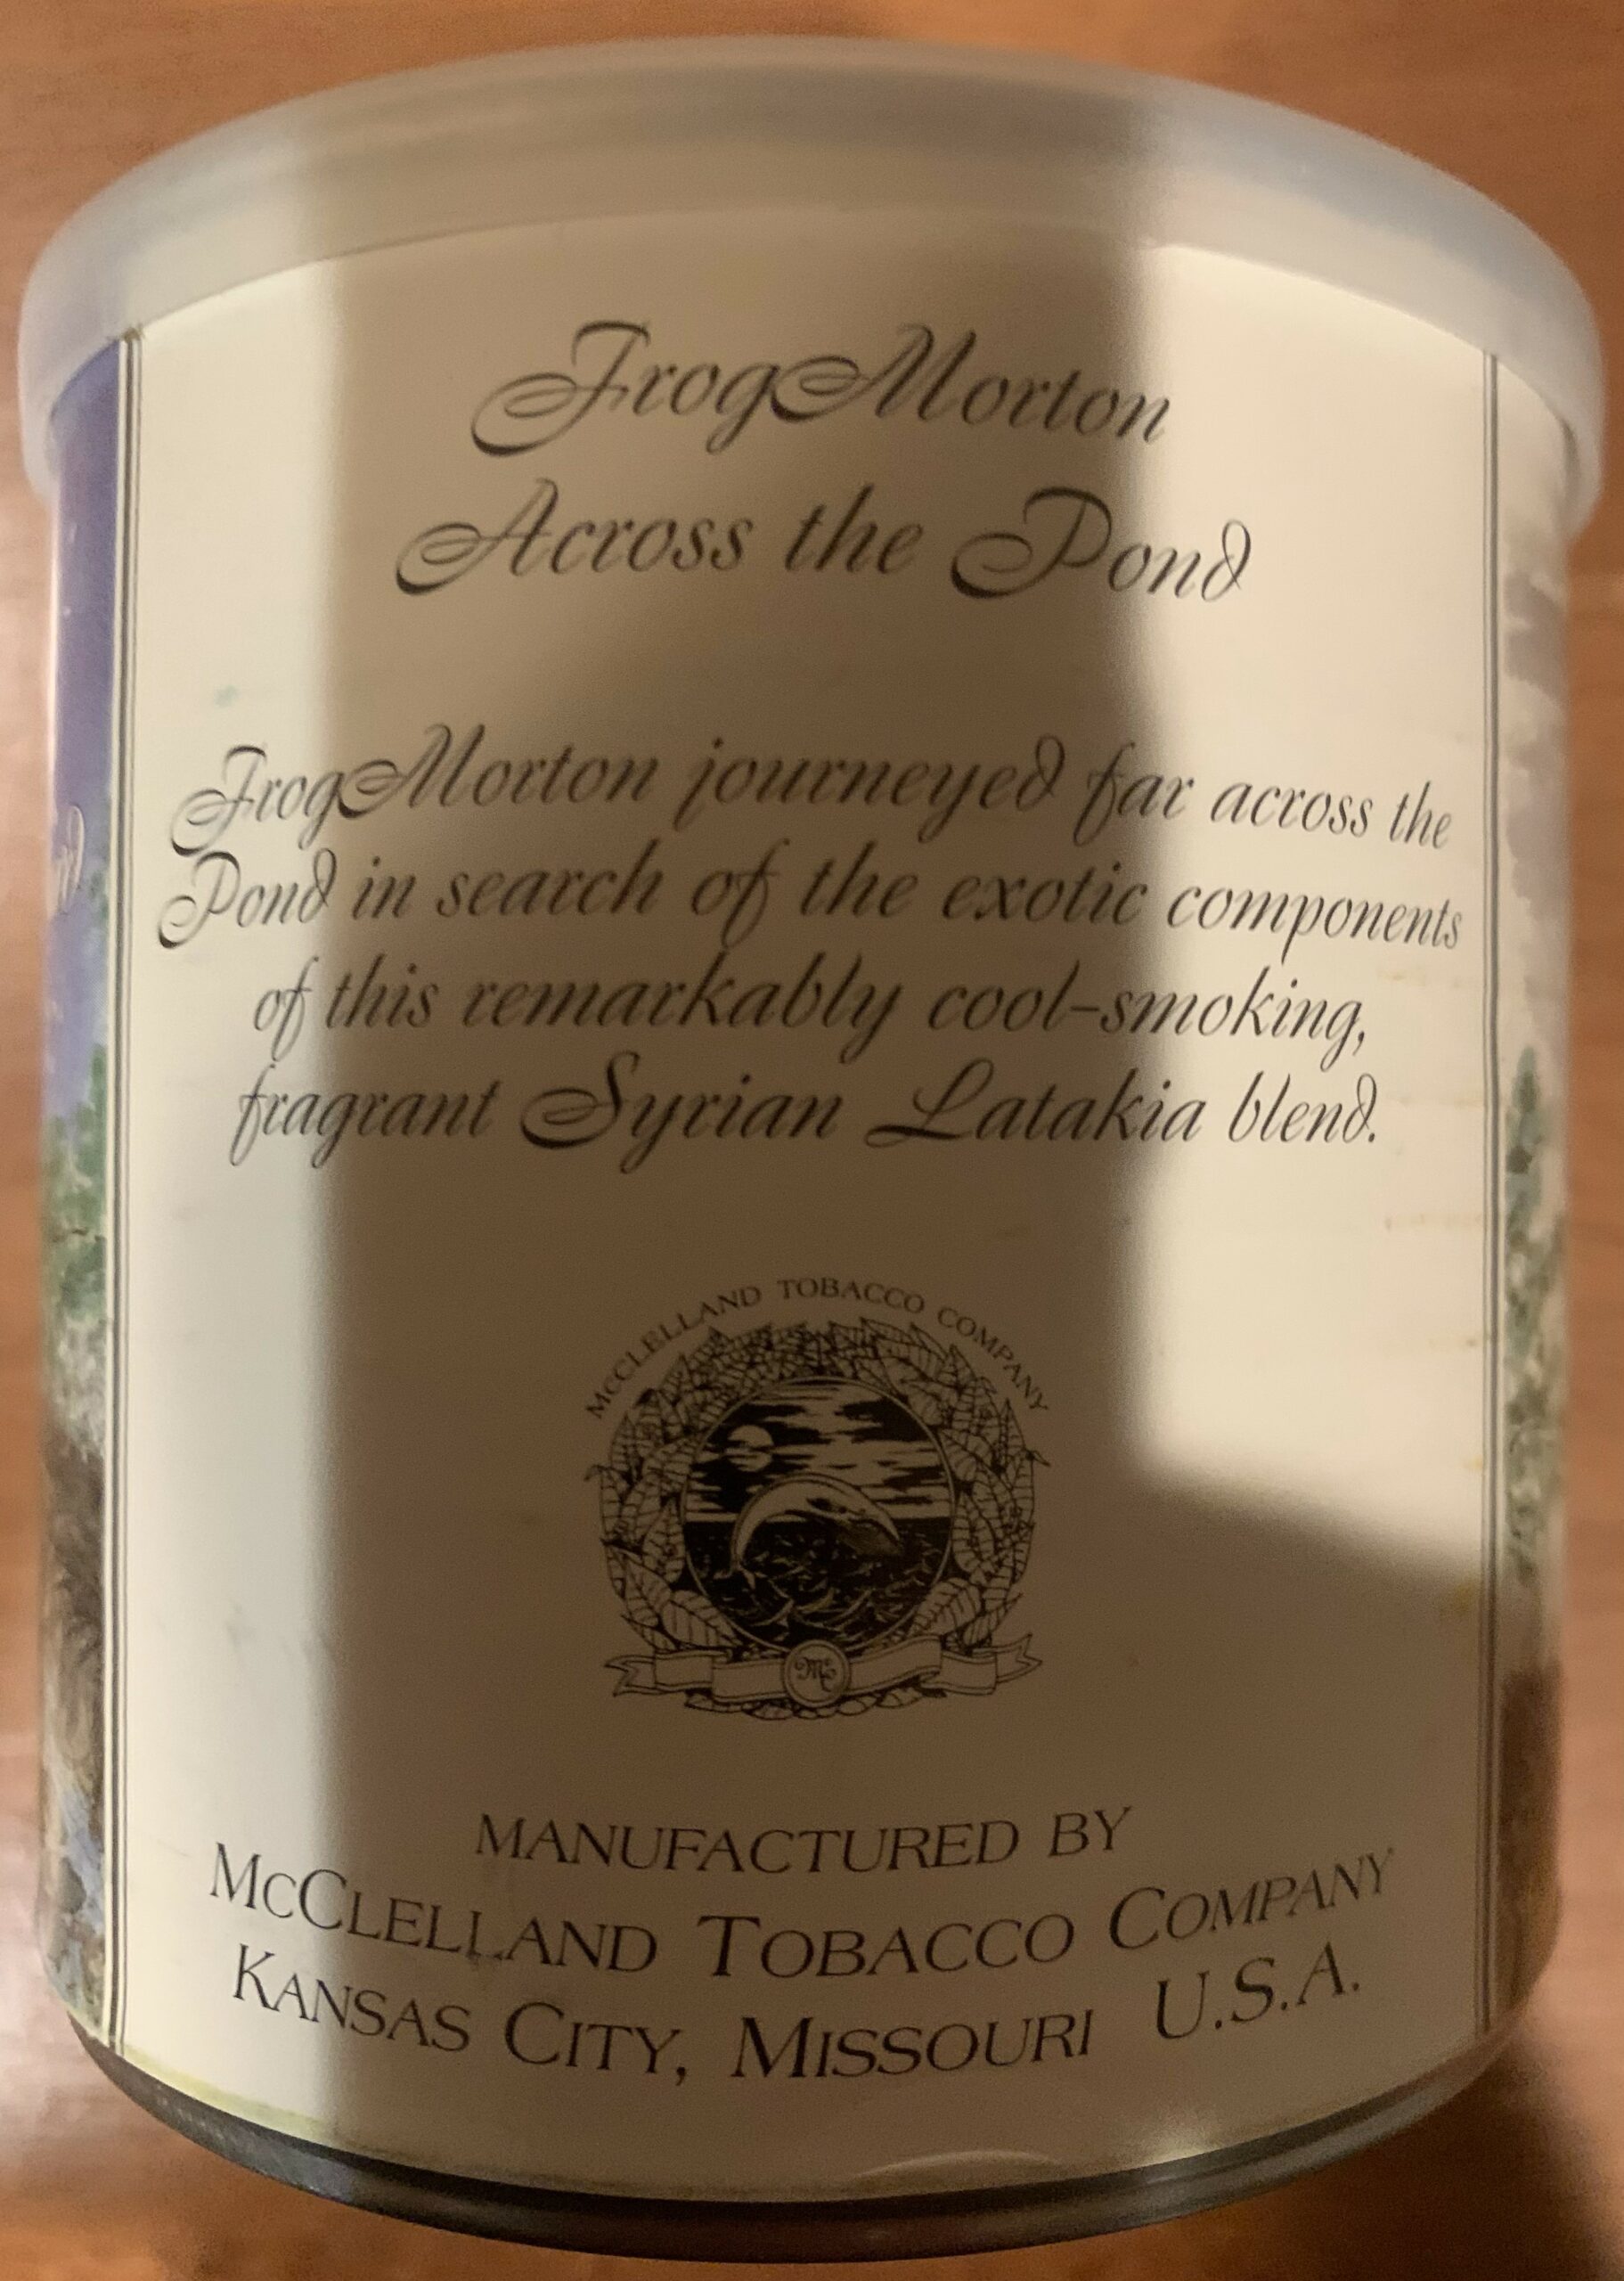 FrogMorton
Across the Pond
FrogMorton journeyed far across the
Pond in search of the exotic components
of this remarkably cool-smoking,
fragrant Syrian Latakia blend.
MCCLELLAND TOBACCO COMPANY
Mc
MANUFACTURED BY
MCCLELLAND TOBACCO COMPANY
KANSAS CITY, MISSOURI U.S.A.